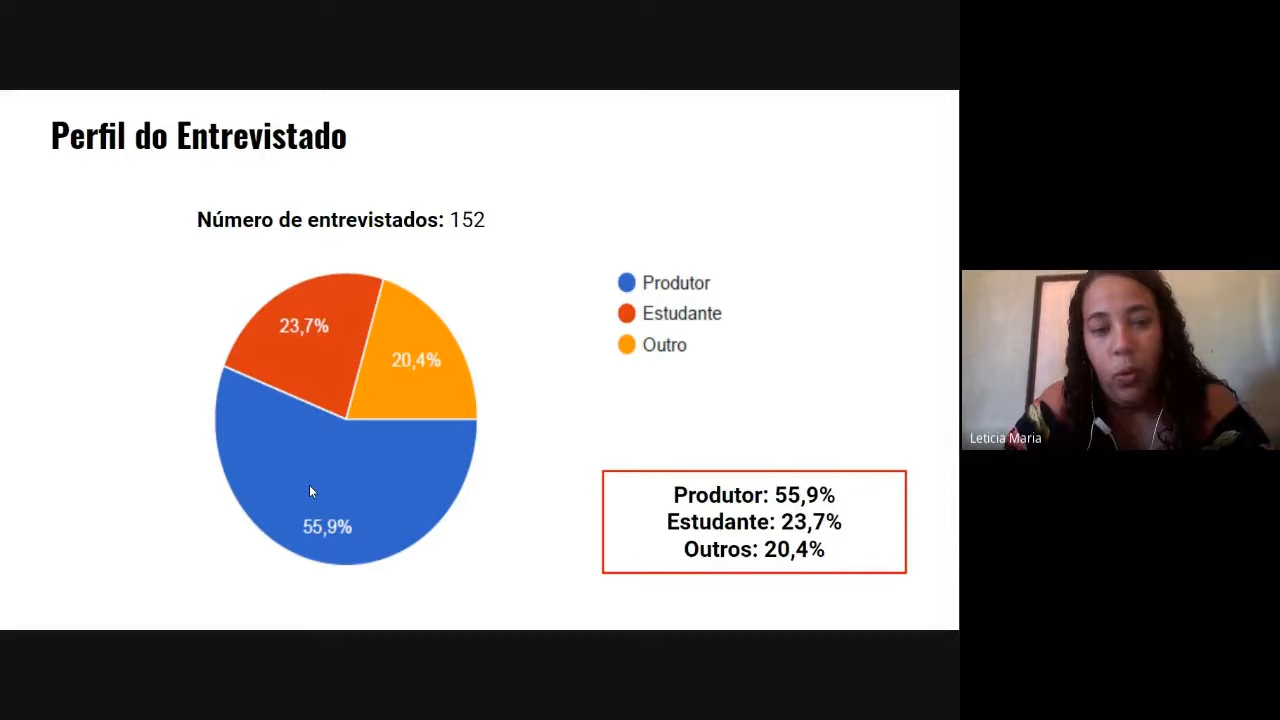 Perfil do Entrevistado
Número de entrevistados: 152
23,7%
20,4%
55,9%
Produtor
Estudante
Outro
Produtor: 55,9%
Estudante: 23,7%
Outros: 20,4%
Leticia Maria